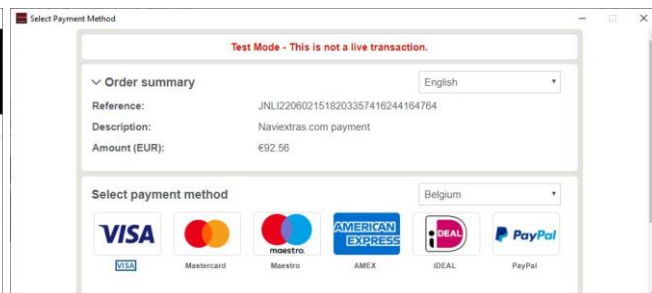 Select Payment Method
Test Mode - This is not a live transaction.
Order summary
English
Reference: JNLI22060215182033574162441​64764
Description: Naviextras.com payment
Amount (EUR): €92.56
Select payment method
Belgium
VISA
maestro.
AMERICAN EXPRESS
iDEAL
PayPal
VISA
Mastercard
Maestro
AMEX
iDEAL
PayPal